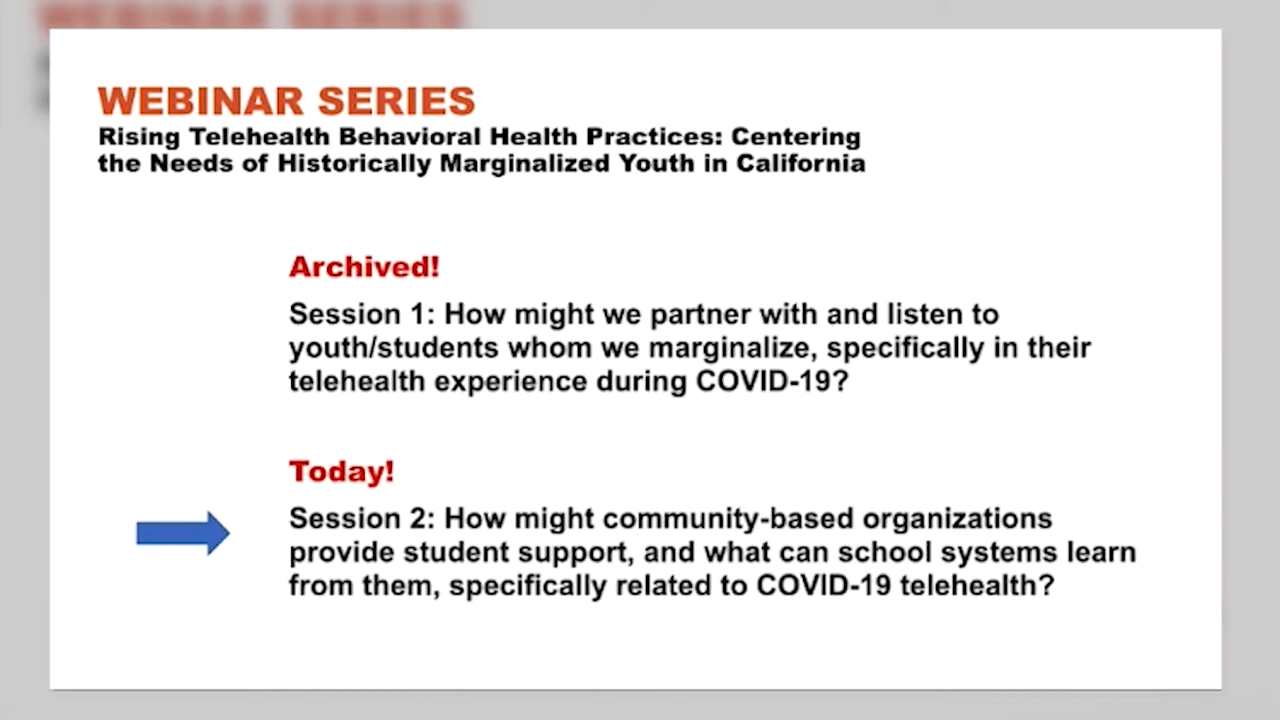 WEBINAR SERIES
Rising Telehealth Behavioral Health Practices: Centering
the Needs of Historically Marginalized Youth in California
Archived!
Session 1: How might we partner with and listen to
youth/students whom we marginalize, specifically in their
telehealth experience during COVID-19?
Today!
Session 2: How might community-based organizations
provide student support, and what can school systems learn
from them, specifically related to COVID-19 telehealth?